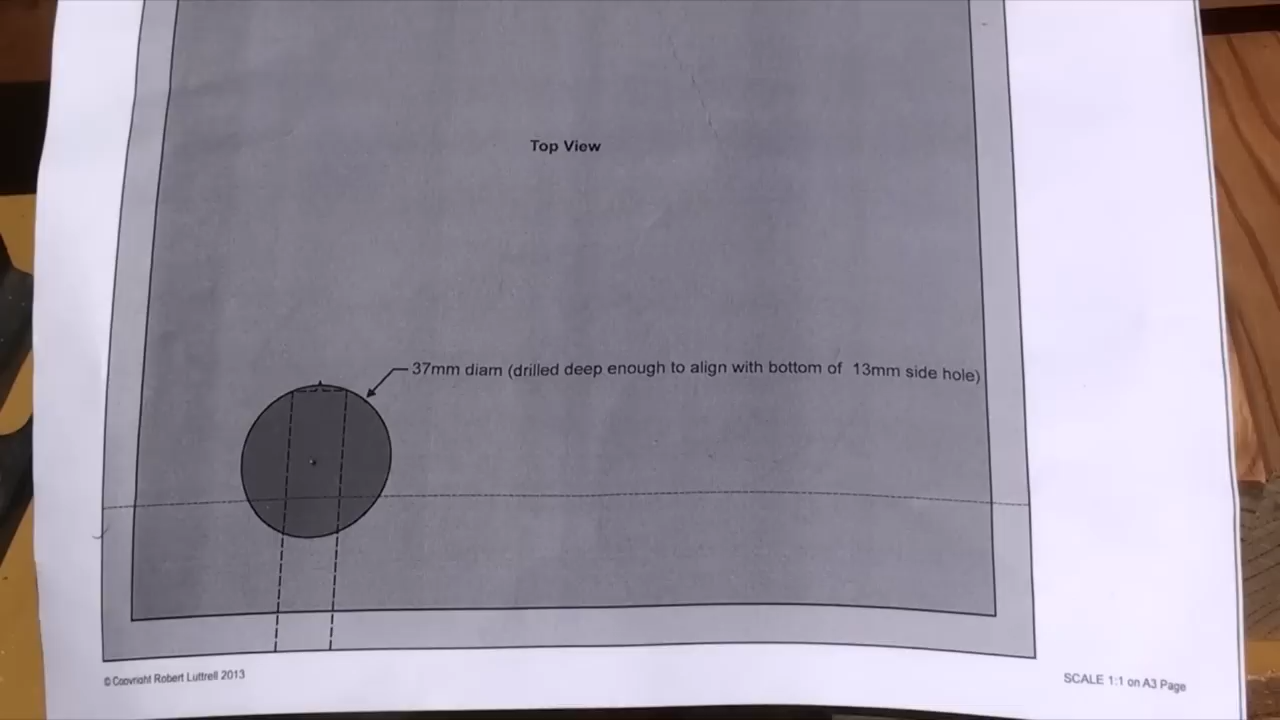 Top View
37mm diam (drilled deep enough to align with bottom of 13mm side hole)
© Copyright Robert Luttrell 2013
SCALE 1:1 on A3 Page